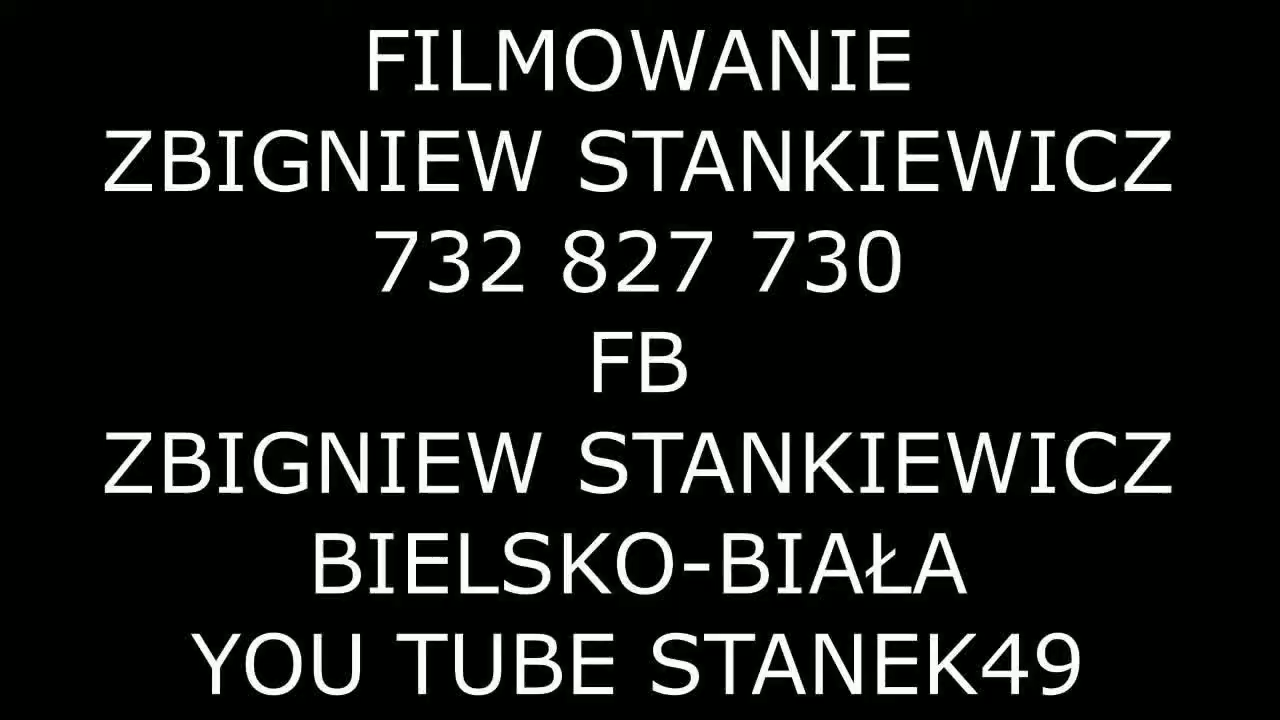 FILMOWANIE
ZBIGNIEW STANKIEWICZ
732 827 730
FB
ZBIGNIEW STANKIEWICZ
BIELSKO-BIAŁA
YOU TUBE STANEK49